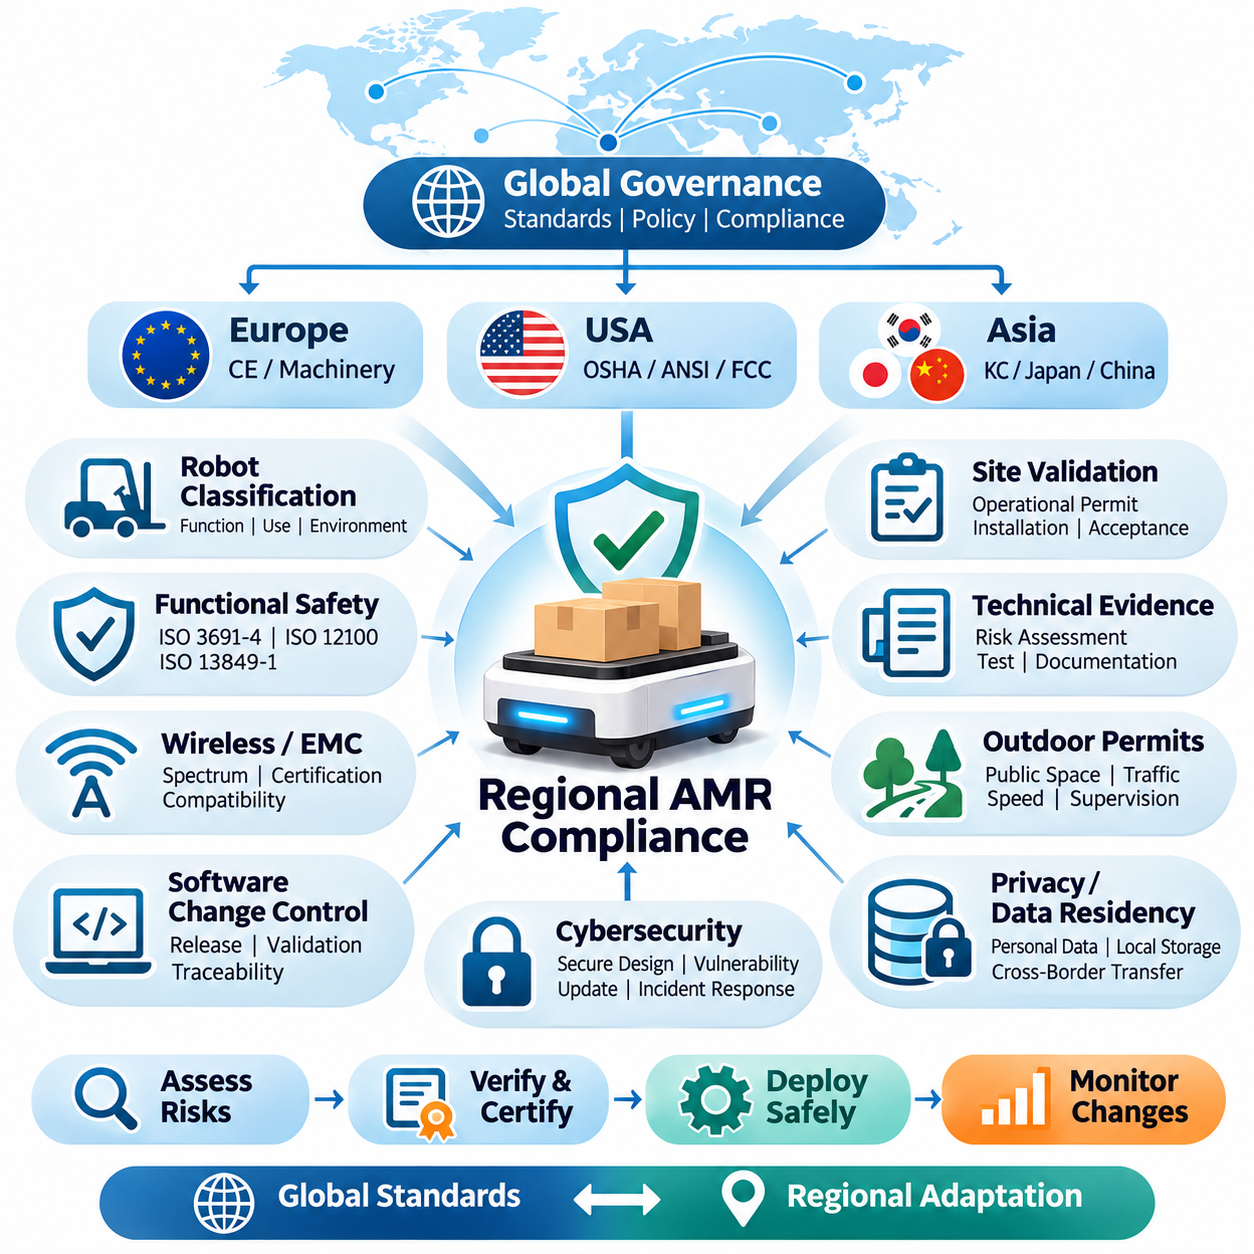 Global Governance
Standards | Policy | Compliance
Europe
CE / Machinery
USA
OSHA / ANSI / FCC
Asia
KC / Japan / China
Robot
Classification
Function | Use | Environment
Functional Safety
ISO 3691-4 | ISO 12100
ISO 13849-1
Wireless / EMC
Spectrum | Certification
Compatibility
Software
Change Control
Release | Validation
Traceability
Regional AMR
Compliance
Cybersecurity
Secure Design | Vulnerability
Update | Incident Response
Site Validation
Operational Permit
Installation | Acceptance
Technical Evidence
Risk Assessment
Test | Documentation
Outdoor Permits
Public Space | Traffic
Speed | Supervision
Privacy /
Data Residency
Personal Data | Local Storage
Cross-Border Transfer
Assess
Risks
Verify &
Certify
Deploy
Safely
Monitor
Changes
Global Standards
Regional Adaptation